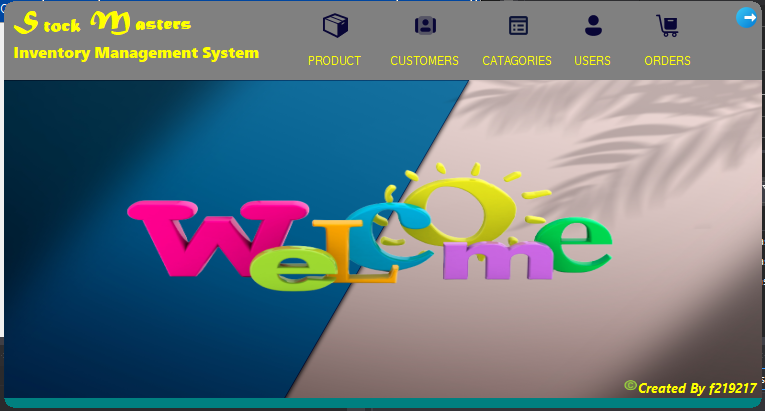 Stock Masters
Inventory Management System
PRODUCT
CUSTOMERS
CATAGORIES
USERS
ORDERS
WeLCOme
©Created By f219217